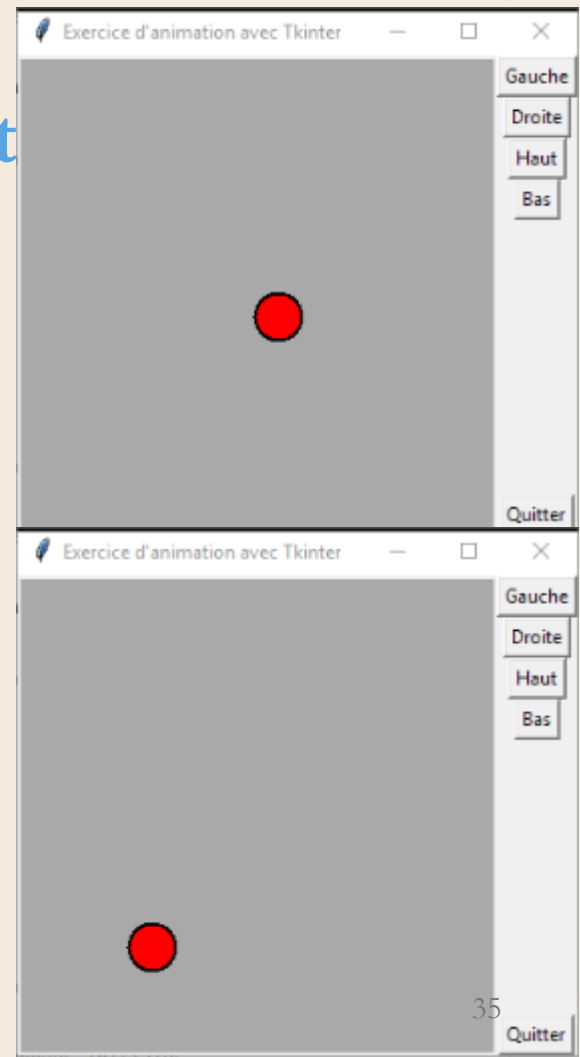 Exercice d'animation avec Tkinter
t
Gauche
Droite
Haut
Bas
Quitter
Exercice d'animation avec Tkinter
Gauche
Droite
Haut
Bas
35
Quitter